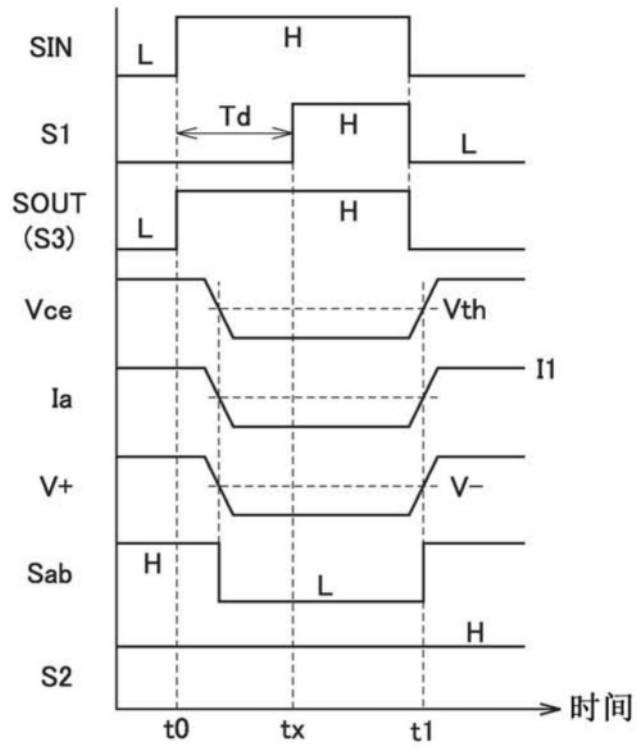 SIN
L
H
S1
Td
H
L
SOUT
(S3)
L
H
Vce
Vth
Ia
I1
V+
V-
Sab
H
L
S2
H
t0
tx
t1
时间